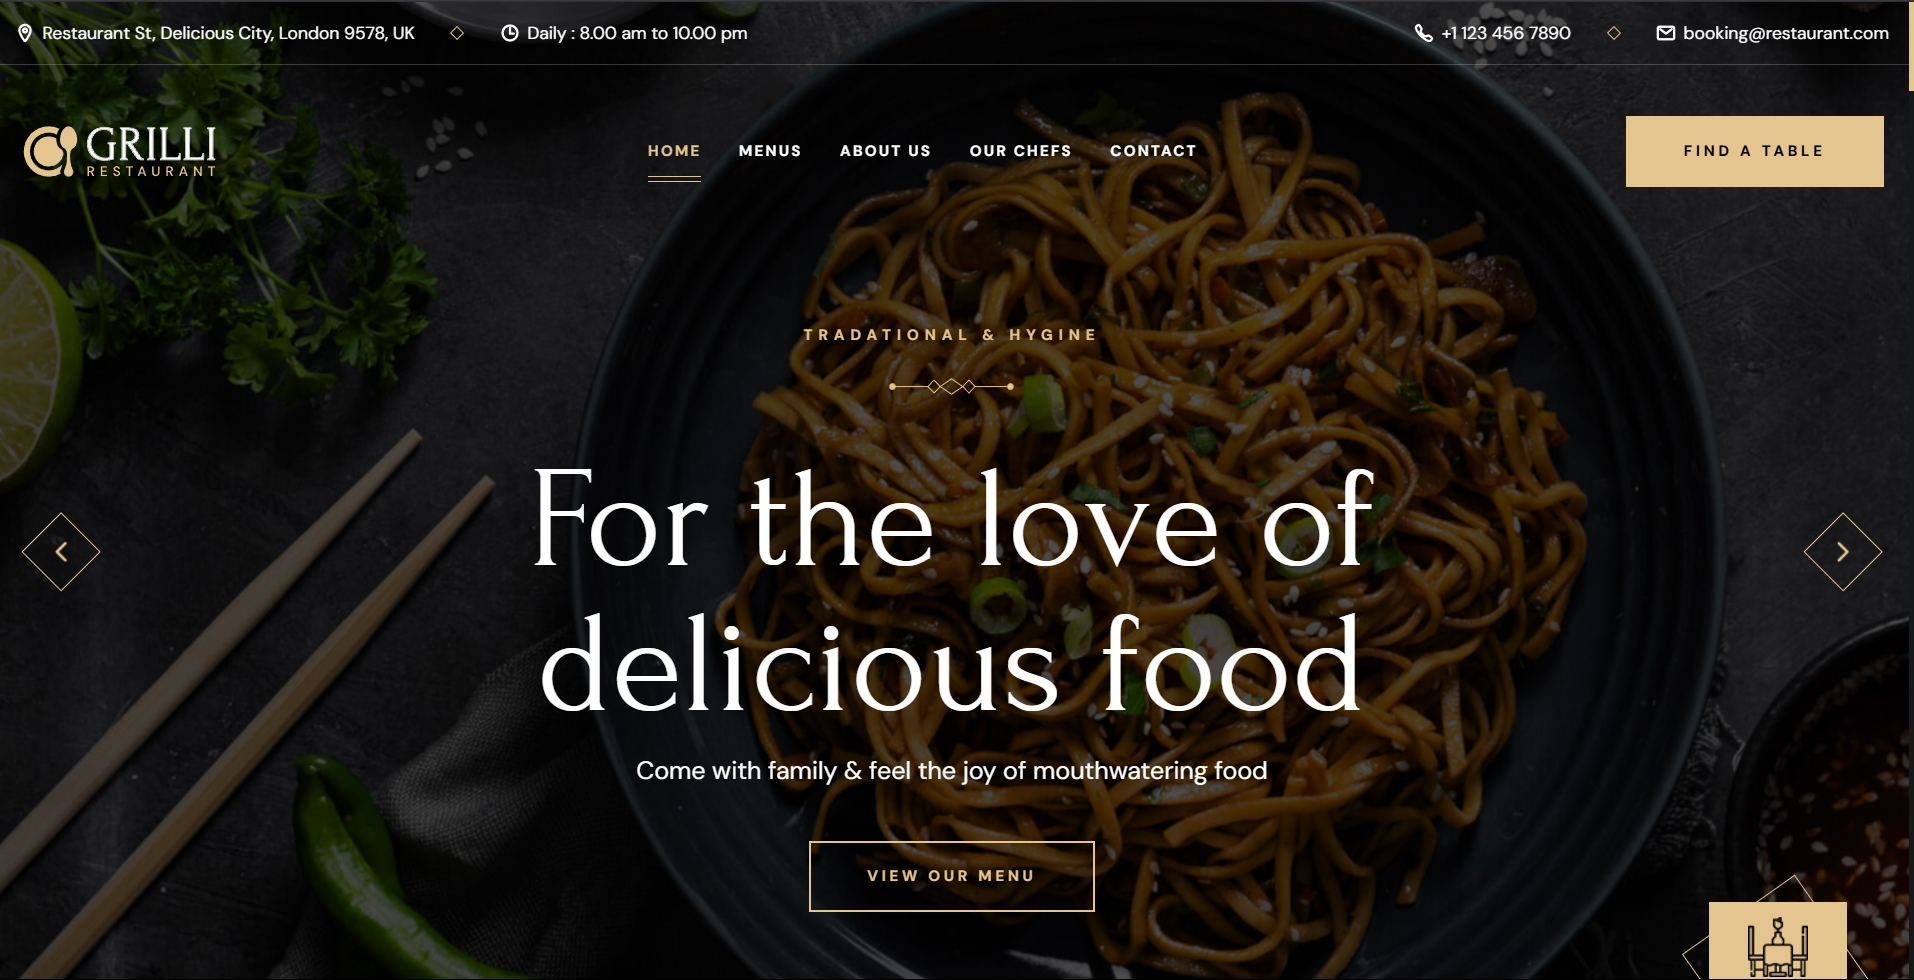 Restaurant St, Delicious City, London 9578, UK
Daily : 8.00 am to 10.00 pm
+1 123 456 7890
booking@restaurant.com
GRILLI
RESTAURANT
HOME
MENUS
ABOUT US
OUR CHEFS
CONTACT
FIND A TABLE
TRADATIONAL & HYGINE
For the love of
delicious food
Come with family & feel the joy of mouthwatering food
VIEW OUR MENU